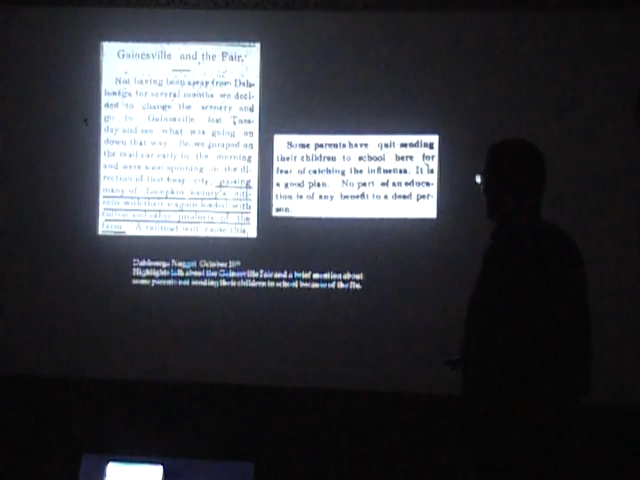 Gainesville and the Fair.
Not having been away from Dah-
lonega for several months we deci-
ded to change the scenery and
go to Gainesville last Tues-
day and see what was going on
down that way. So we jumped on
the mail car early in the morning
and were soon spinning in the di-
rection of that busy city, passing
many of Lumpkin county's citi-
zens with their wagons loaded with
cotton and other products of the
farm. A railroad will cause this,
Some parents have quit sending
their children to school here for
fear of catching the influenza. It is
a good plan. No part of an educa-
tion is of any benefit to a dead per-
son.
Dahlonega Nugget October
Highlights talk about the Gainesville Fair and a brief mention about
some parents not sending their children to school because of the flu.